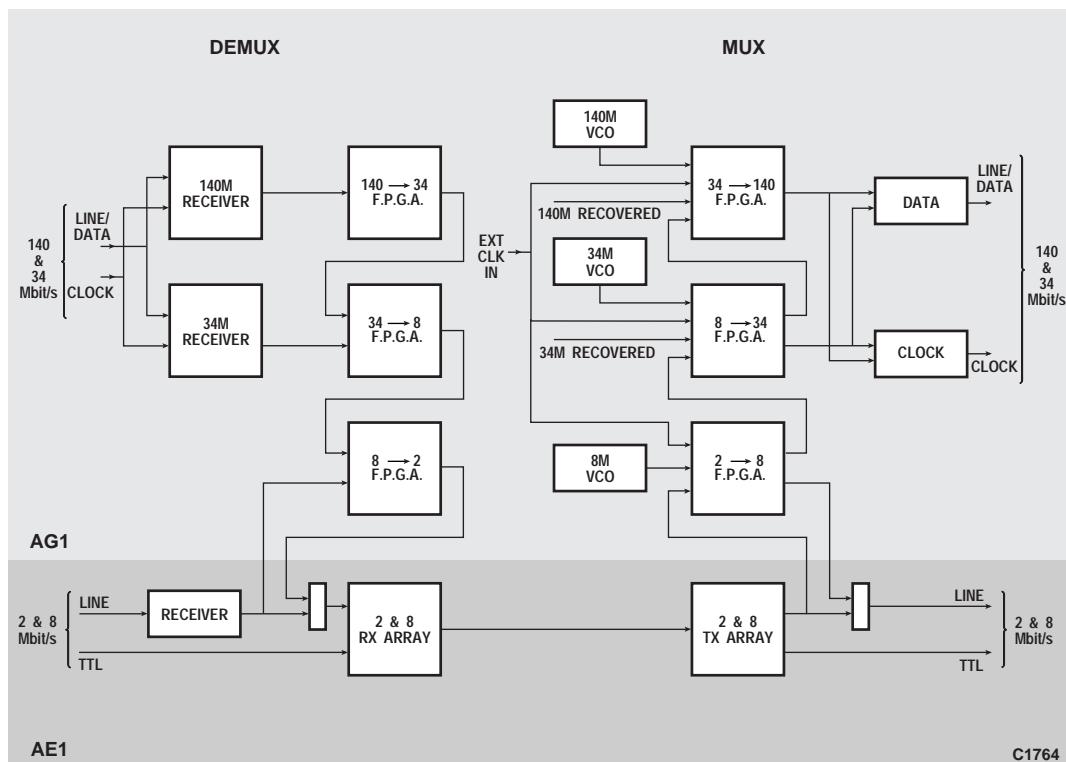 DEMUX
MUX
140M
VCO
140M
RECEIVER
140 → 34
F.P.G.A.
34 → 140
F.P.G.A.
DATA
LINE/
DATA
LINE/
DATA
140
&
34
Mbit/s
CLOCK
140M RECOVERED
EXT
CLK
IN
34M
VCO
34M
RECEIVER
34 → 8
F.P.G.A.
8 → 34
F.P.G.A.
34M RECOVERED
CLOCK
CLOCK
140
&
34
Mbit/s
8 → 2
F.P.G.A.
8M
VCO
2 → 8
F.P.G.A.
AG1
LINE
RECEIVER
2 & 8
Mbit/s
TTL
2 & 8
RX ARRAY
2 & 8
TX ARRAY
LINE
2 & 8
Mbit/s
TTL
AE1
C1764